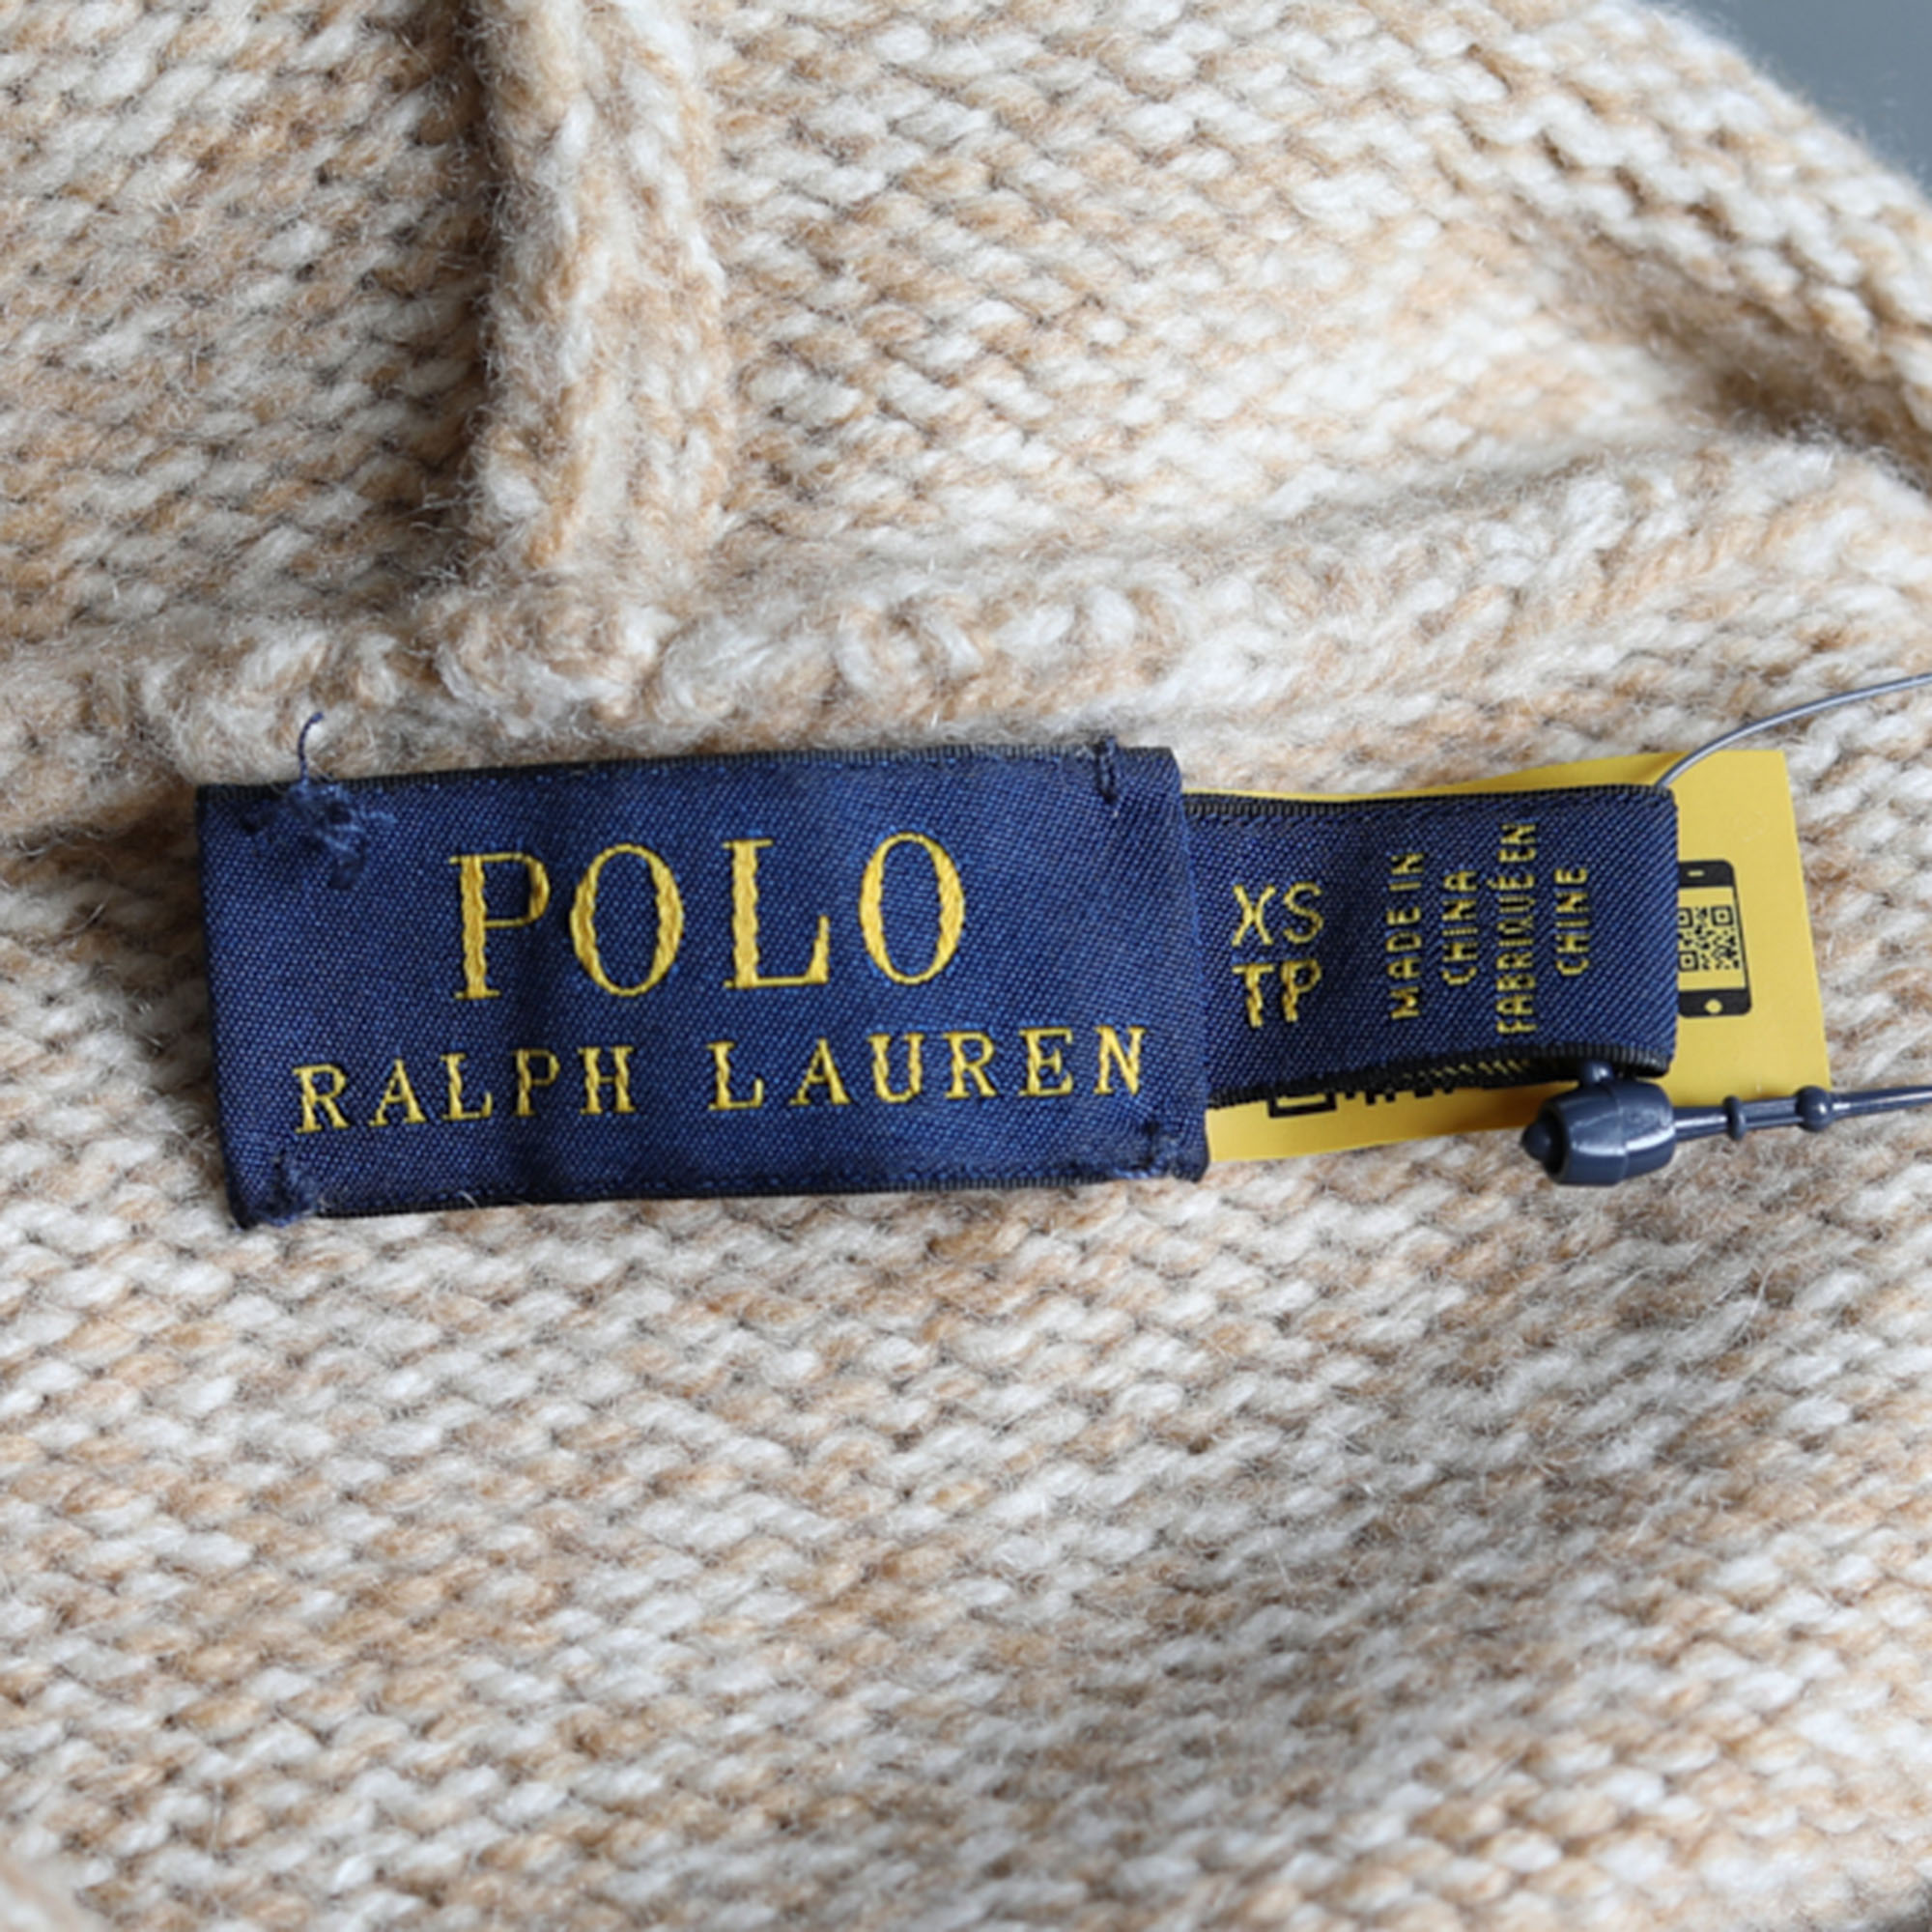 POLO
RALPH LAUREN
XS
TP
MADE IN
CHINA
FABRIQUÉ EN
CHINE